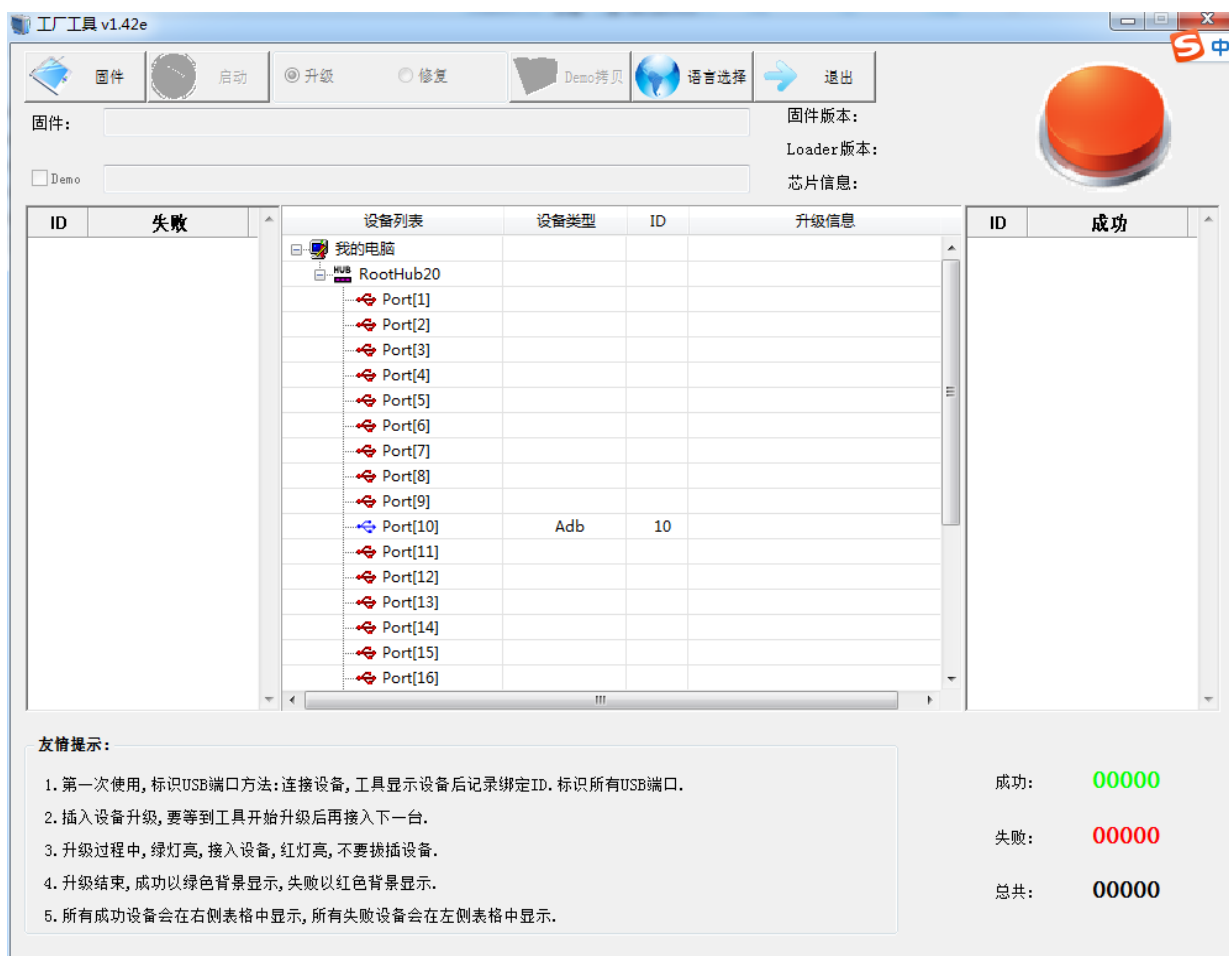 工厂工具 v1.42e
中
固件 启动 升级 修复 Demo拷贝 语言选择 退出
固件: 固件版本:
Loader版本:
Demo 芯片信息:
ID 失败 设备列表 设备类型 ID 升级信息 ID 成功
我的电脑
HUB RootHub20
Port[1]
Port[2]
Port[3]
Port[4]
Port[5]
Port[6]
Port[7]
Port[8]
Port[9]
Port[10] Adb 10
Port[11]
Port[12]
Port[13]
Port[14]
Port[15]
Port[16]
友情提示:
1.第一次使用,标识USB端口方法:连接设备,工具显示设备后记录绑定ID.标识所有USB端口.
2.插入设备升级,要等到工具开始升级后再接入下一台.
3.升级过程中,绿灯亮,接入设备,红灯亮,不要拔插设备.
4.升级结束,成功以绿色背景显示,失败以红色背景显示.
5.所有成功设备会在右侧表格中显示,所有失败设备会在左侧表格中显示.
成功: 00000
失败: 00000
总共: 00000